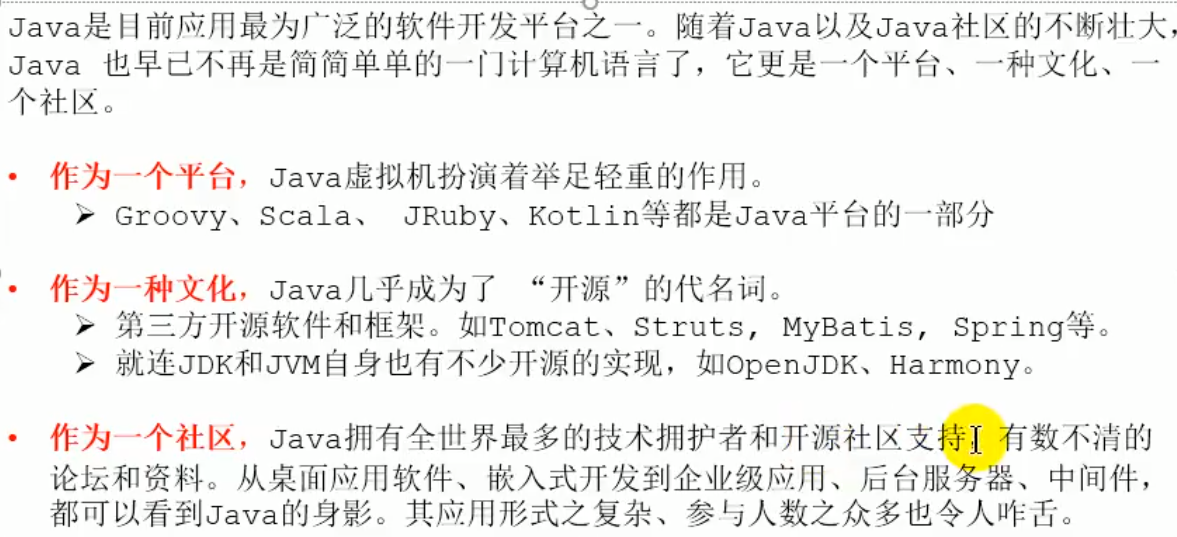 Java是目前应用最为广泛的软件开发平台之一。随着Java以及Java社区的不断壮大，
Java 也早已不再是简简单单的一门计算机语言了，它更是一个平台、一种文化、一
个社区。
• 作为一个平台，Java虚拟机扮演着举足轻重的作用。
➢ Groovy、Scala、 JRuby、Kotlin等都是Java平台的一部分
• 作为一种文化，Java几乎成为了 “开源”的代名词。
➢ 第三方开源软件和框架。如Tomcat、Struts, MyBatis, Spring等。
➢ 就连JDK和JVM自身也有不少开源的实现，如OpenJDK、Harmony。
• 作为一个社区，Java拥有全世界最多的技术拥护者和开源社区支持，有数不清的
论坛和资料。从桌面应用软件、嵌入式开发到企业级应用、后台服务器、中间件，
都可以看到Java的身影。其应用形式之复杂、参与人数之众多也令人咋舌。